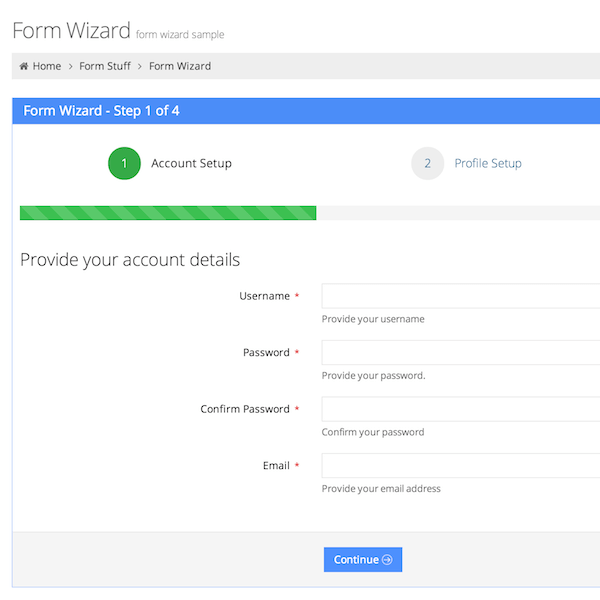 Form Wizard form wizard sample
Home > Form Stuff > Form Wizard
Form Wizard - Step 1 of 4
1 Account Setup 2 Profile Setup
Provide your account details
Username *
Provide your username
Password *
Provide your password.
Confirm Password *
Confirm your password
Email *
Provide your email address
Continue